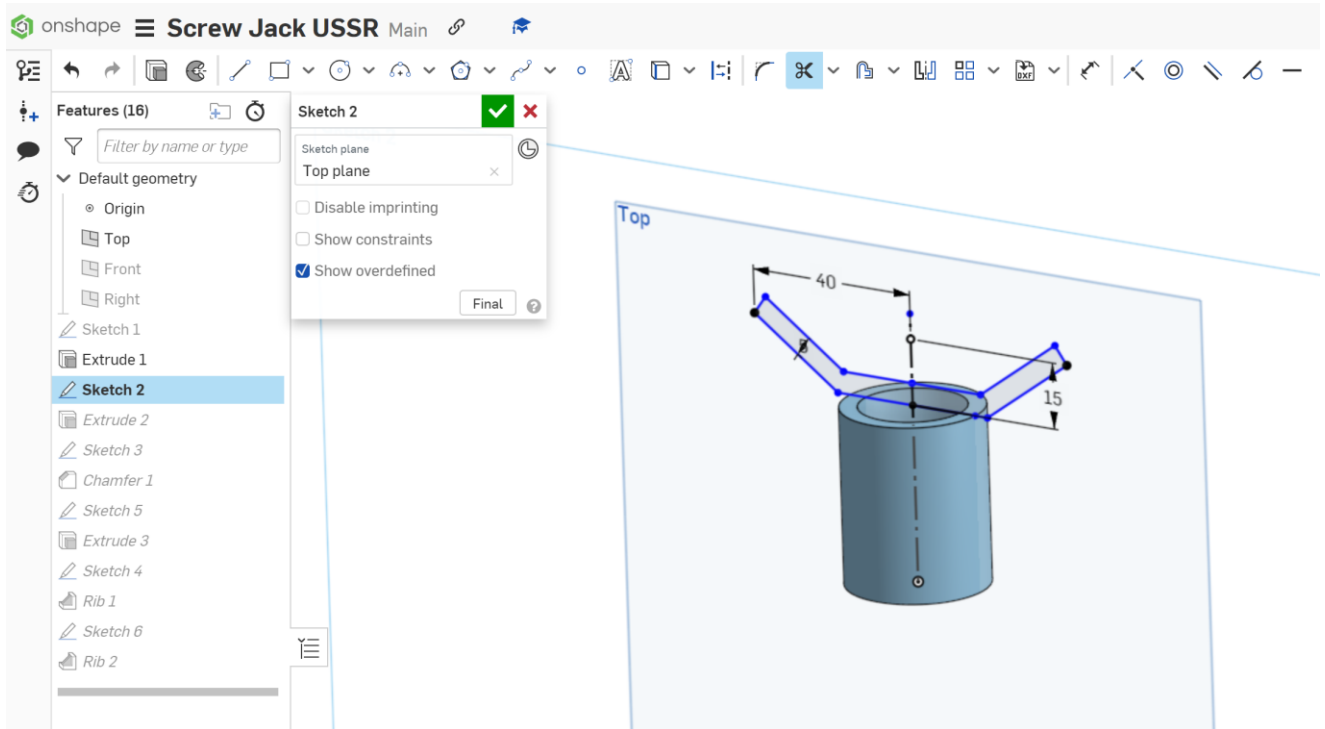 onshape Screw Jack USSR Main
DXF
Features (16)
Filter by name or type
Default geometry
Origin
Top
Front
Right
Sketch 1
Extrude 1
Sketch 2
Extrude 2
Sketch 3
Chamfer 1
Sketch 5
Extrude 3
Sketch 4
Rib 1
Sketch 6
Rib 2
Sketch 2
Sketch plane
Top plane
Disable imprinting
Show constraints
Show overdefined
Final
Top
40
15